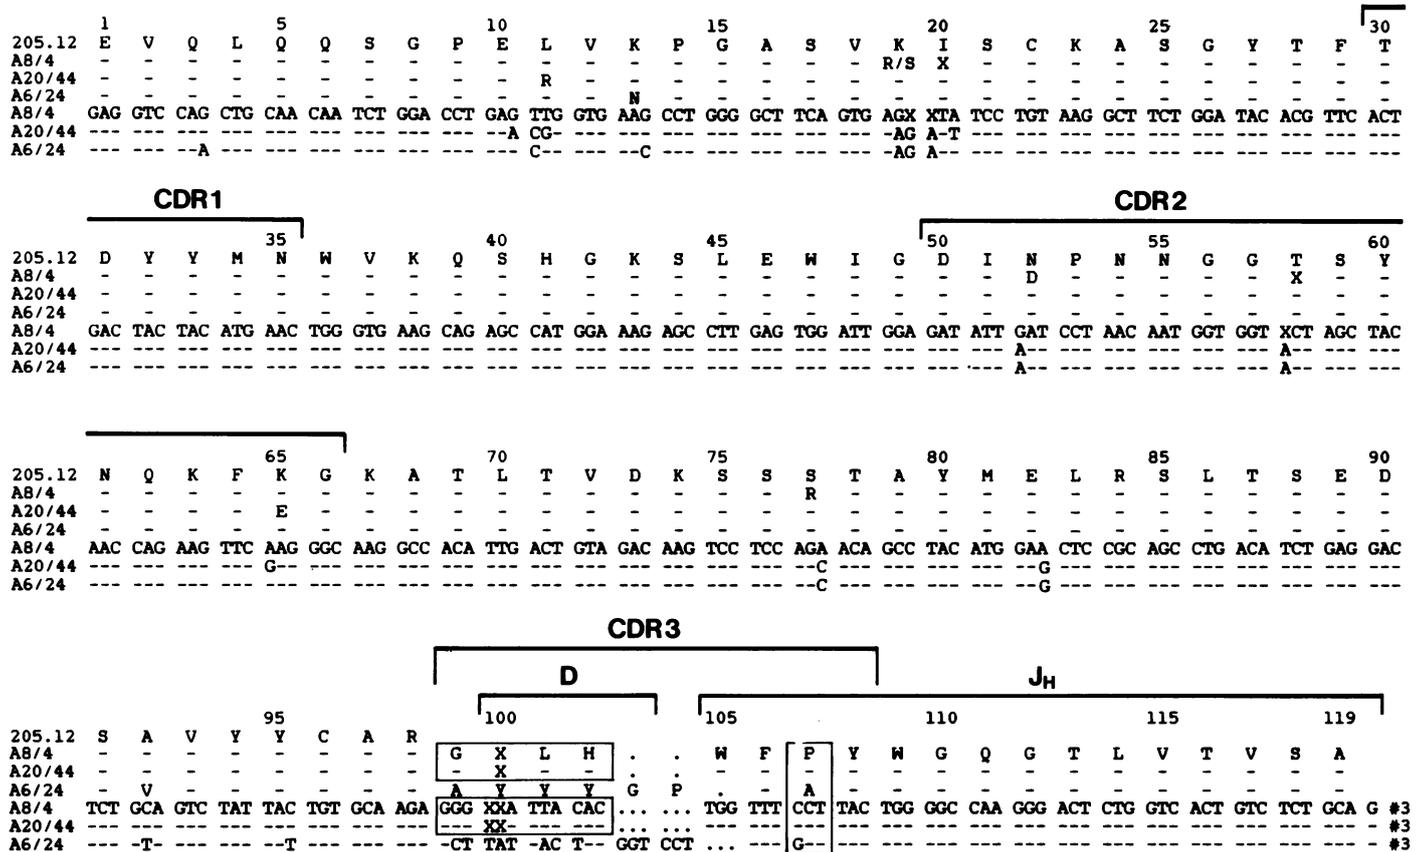 1 5 10 15 20 25 30
205.12 E V Q L Q Q S G P E L V K P G A S V K I S C K A S G Y T F T
A8/4 - - - - - - - - - - - - - - - - - - R/S X - - - - - - - - - -
A20/44 - - - - - - - - - - R - - - - - - - - - - - - - - - - - - -
A6/24 - - - - - - - - - - - - N - - - - - - - - - - - - - - - - -
A8/4 GAG GTC CAG CTG CAA CAA TCT GGA CCT GAG TTG GTG AAG CCT GGG GCT TCA GTG AGX XTA TCC TGT AAG GCT TCT GGA TAC ACG TTC ACT
A20/44 --- --- --- --- --- --- --- --- --- --A CG- --- --- --- --- --- --- --- -AG A-T --- --- --- --- --- --- --- --- --- ---
A6/24 --- --- --A --- --- --- --- --- --- --- C-- --- --C --- --- --- --- --- -AG A-- --- --- --- --- --- --- --- --- --- ---
CDR1 CDR2
35 40 45 50 55 60
205.12 D Y Y M N W V K Q S H G K S L E W I G D I N P N N G G T S Y
A8/4 - - - - - - - - - - - - - - - - - - - - - D - - - - - X - -
A20/44 - - - - - - - - - - - - - - - - - - - - - - - - - - - - - -
A6/24 - - - - - - - - - - - - - - - - - - - - - - - - - - - - - -
A8/4 GAC TAC TAC ATG AAC TGG GTG AAG CAG AGC CAT GGA AAG AGC CTT GAG TGG ATT GGA GAT ATT GAT CCT AAC AAT GGT GGT XCT AGC TAC
A20/44 --- --- --- --- --- --- --- --- --- --- --- --- --- --- --- --- --- --- --- --- --- A-- --- --- --- --- --- A-- --- ---
A6/24 --- --- --- --- --- --- --- --- --- --- --- --- --- --- --- --- --- --- --- --- --- A-- --- --- --- --- --- A-- --- ---
65 70 75 80 85 90
205.12 N Q K F K G K A T L T V D K S S S T A Y M E L R S L T S E D
A8/4 - - - - - - - - - - - - - - - - R - - - - - - - - - - - - -
A20/44 - - - - E - - - - - - - - - - - - - - - - - - - - - - - - -
A6/24 - - - - - - - - - - - - - - - - - - - - - - - - - - - - - -
A8/4 AAC CAG AAG TTC AAG GGC AAG GCC ACA TTG ACT GTA GAC AAG TCC TCC AGA ACA GCC TAC ATG GAA CTC CGC AGC CTG ACA TCT GAG GAC
A20/44 --- --- --- --- G-- --- --- --- --- --- --- --- --- --- --- --- --C --- --- --- --- --G --- --- --- --- --- --- --- ---
A6/24 --- --- --- --- --- --- --- --- --- --- --- --- --- --- --- --- --C --- --- --- --- --G --- --- --- --- --- --- --- ---
CDR3
D JH
95 100 105 110 115 119
205.12 S A V Y Y C A R
A8/4 - - - - - - - - G X L H . . W F P Y W G Q G T L V T V S A
A20/44 - - - - - - - - - X - - . . - - - - - - - - - - - - - - -
A6/24 - V - - - - - - A Y Y Y G P . - A - - - - - - - - - - - -
A8/4 TCT GCA GTC TAT TAC TGT GCA AGA GGG XXA TTA CAC ... ... TGG TTT CCT TAC TGG GGC CAA GGG ACT CTG GTC ACT GTC TCT GCA G #3
A20/44 --- --- --- --- --- --- --- --- --- XX- --- --- ... ... --- --- --- --- --- --- --- --- --- --- --- --- --- --- --- - #3
A6/24 --- -T- --- --- --T --- --- --- -CT TAT -AC T-- GGT CCT ... --- G-- --- --- --- --- --- --- --- --- --- --- --- --- - #3